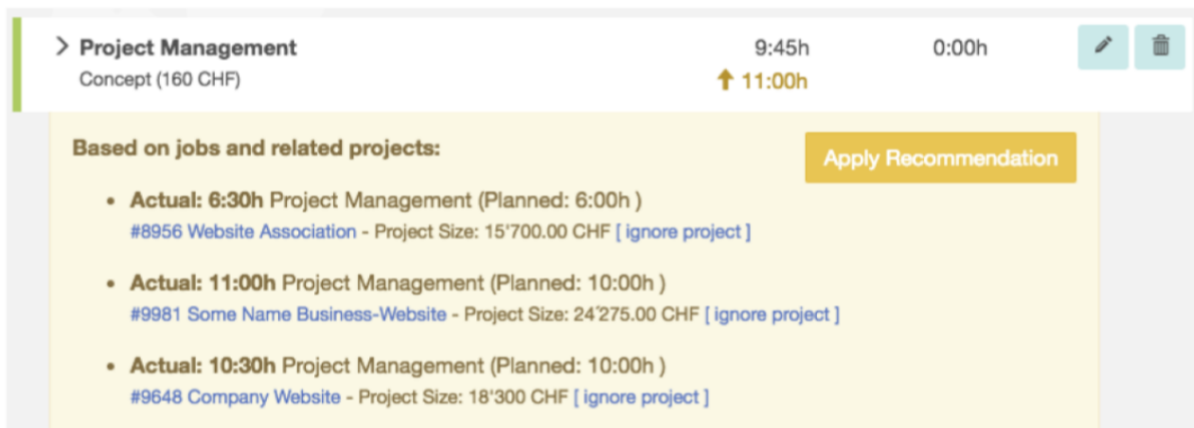 Project Management 9:45h 0:00h
Concept (160 CHF) 11:00h
Based on jobs and related projects:
Apply Recommendation
Actual: 6:30h Project Management (Planned: 6:00h )
#8956 Website Association - Project Size: 15'700.00 CHF [ ignore project ]
Actual: 11:00h Project Management (Planned: 10:00h )
#9981 Some Name Business-Website - Project Size: 24'275.00 CHF [ ignore project ]
Actual: 10:30h Project Management (Planned: 10:00h )
#9648 Company Website - Project Size: 18'300 CHF [ ignore project ]